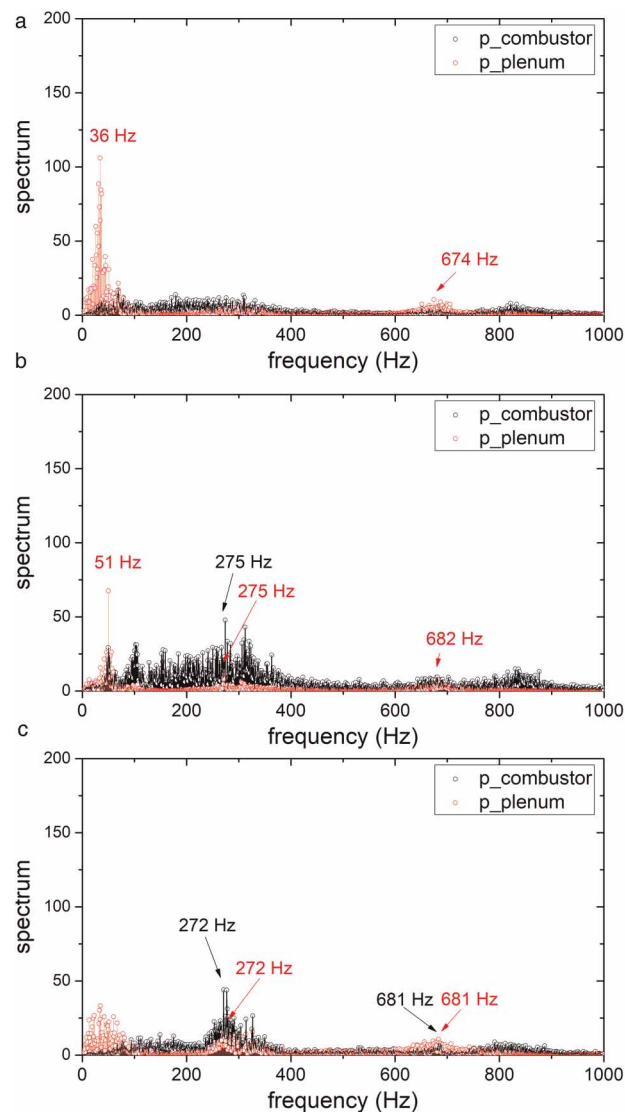 a
200
150
100
50
0
spectrum
36 Hz
674 Hz
p_combustor
p_plenum
0 200 400 600 800 1000
frequency (Hz)
b
200
150
100
50
0
spectrum
51 Hz
275 Hz
275 Hz
682 Hz
p_combustor
p_plenum
0 200 400 600 800 1000
frequency (Hz)
c
200
150
100
50
0
spectrum
272 Hz
272 Hz
681 Hz 681 Hz
p_combustor
p_plenum
0 200 400 600 800 1000
frequency (Hz)